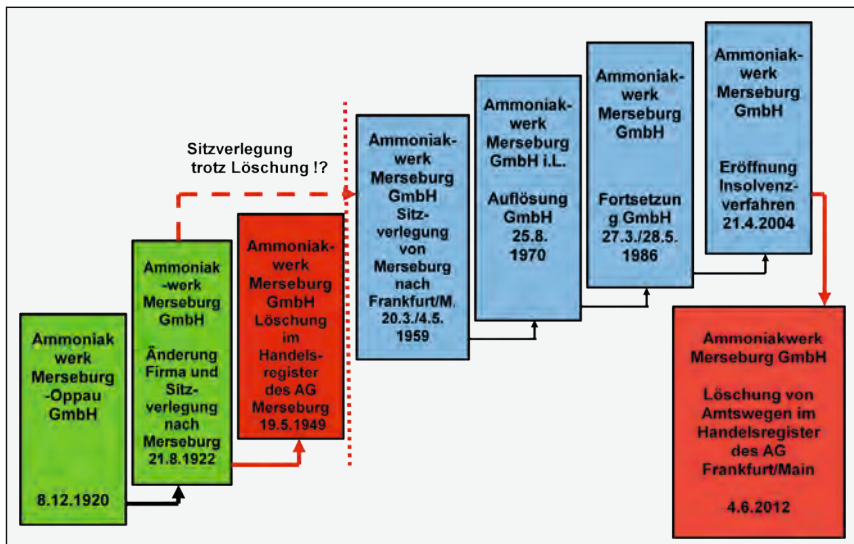 Ammoniak
werk
Merseburg
-Oppau
GmbH
8.12.1920
Ammoniak
-werk
Merseburg
GmbH
Änderung
Firma und
Sitz-
verlegung
nach
Merseburg
21.8.1922
Sitzverlegung
trotz Löschung !?
Ammoniak-
werk
Merseburg
GmbH
Löschung
im
Handels-
register
des AG
Merseburg
19.5.1949
Ammoniak-
werk
Merseburg
GmbH
Sitz-
verlegung
von
Merseburg
nach
Frankfurt/M.
20.3./4.5.
1959
Ammoniak-
werk
Merseburg
GmbH i.L.
Auflösung
GmbH
25.8.
1970
Ammoniak-
werk
Merseburg
GmbH
Fortsetzun
g GmbH
27.3./28.5.
1986
Ammoniak-
werk
Merseburg
GmbH
Eröffnung
Insolvenz-
verfahren
21.4.2004
Ammoniakwerk
Merseburg GmbH
Löschung von
Amtswegen im
Handelsregister
des AG
Frankfurt/Main
4.6.2012